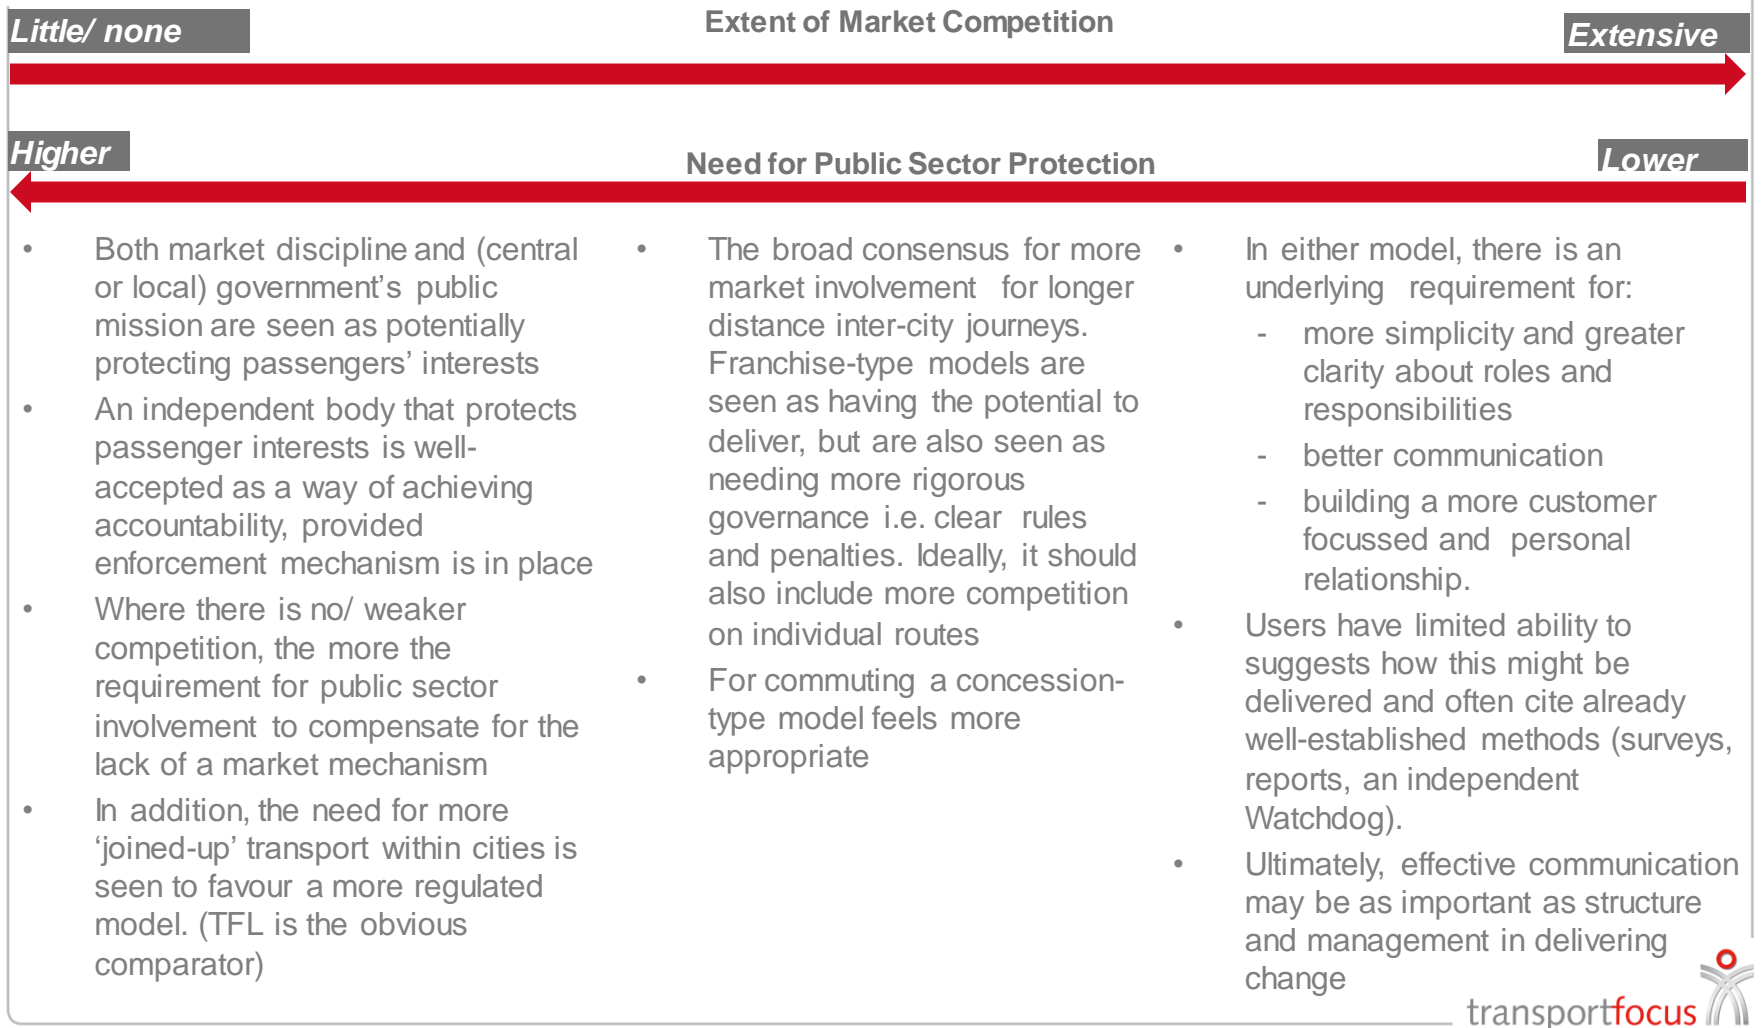 Extent of Market Competition
Little/ none
Extensive
Higher
Need for Public Sector Protection
Lower
• Both market discipline and (central
or local) government’s public
mission are seen as potentially
protecting passengers’ interests
• An independent body that protects
passenger interests is well-
accepted as a way of achieving
accountability, provided
enforcement mechanism is in place
• Where there is no/ weaker
competition, the more the
requirement for public sector
involvement to compensate for the
lack of a market mechanism
• In addition, the need for more
‘joined-up’ transport within cities is
seen to favour a more regulated
model. (TFL is the obvious
comparator)
• The broad consensus for more
market involvement for longer
distance inter-city journeys.
Franchise-type models are
seen as having the potential to
deliver, but are also seen as
needing more rigorous
governance i.e. clear rules
and penalties. Ideally, it should
also include more competition
on individual routes
• For commuting a concession-
type model feels more
appropriate
• In either model, there is an
underlying requirement for:
- more simplicity and greater
clarity about roles and
responsibilities
- better communication
- building a more customer
focussed and personal
relationship.
• Users have limited ability to
suggests how this might be
delivered and often cite already
well-established methods (surveys,
reports, an independent
Watchdog).
• Ultimately, effective communication
may be as important as structure
and management in delivering
change
transportfocus